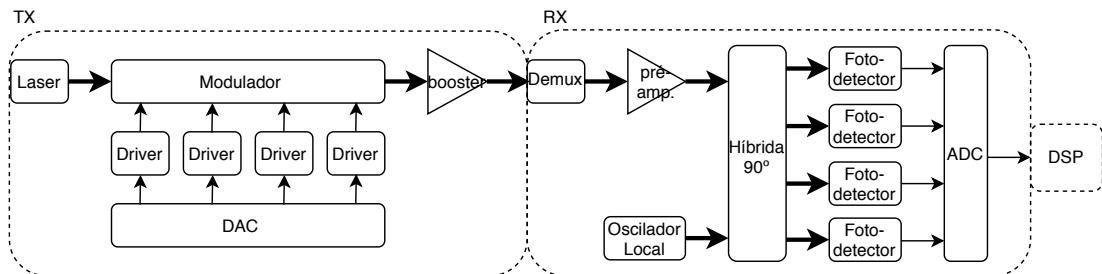 TX
RX
Laser
Modulador
booster
Demux
pré-
amp.
Foto-
detector
Foto-
detector
Driver
Driver
Driver
Driver
Híbrida
90º
ADC
DSP
Foto-
detector
DAC
Oscilador
Local
Foto-
detector